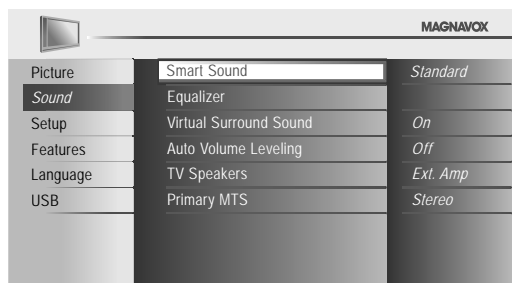 MAGNAVOX
Picture Smart Sound Standard
Sound Equalizer
Setup Virtual Surround Sound On
Features Auto Volume Leveling Off
Language TV Speakers Ext. Amp
USB Primary MTS Stereo